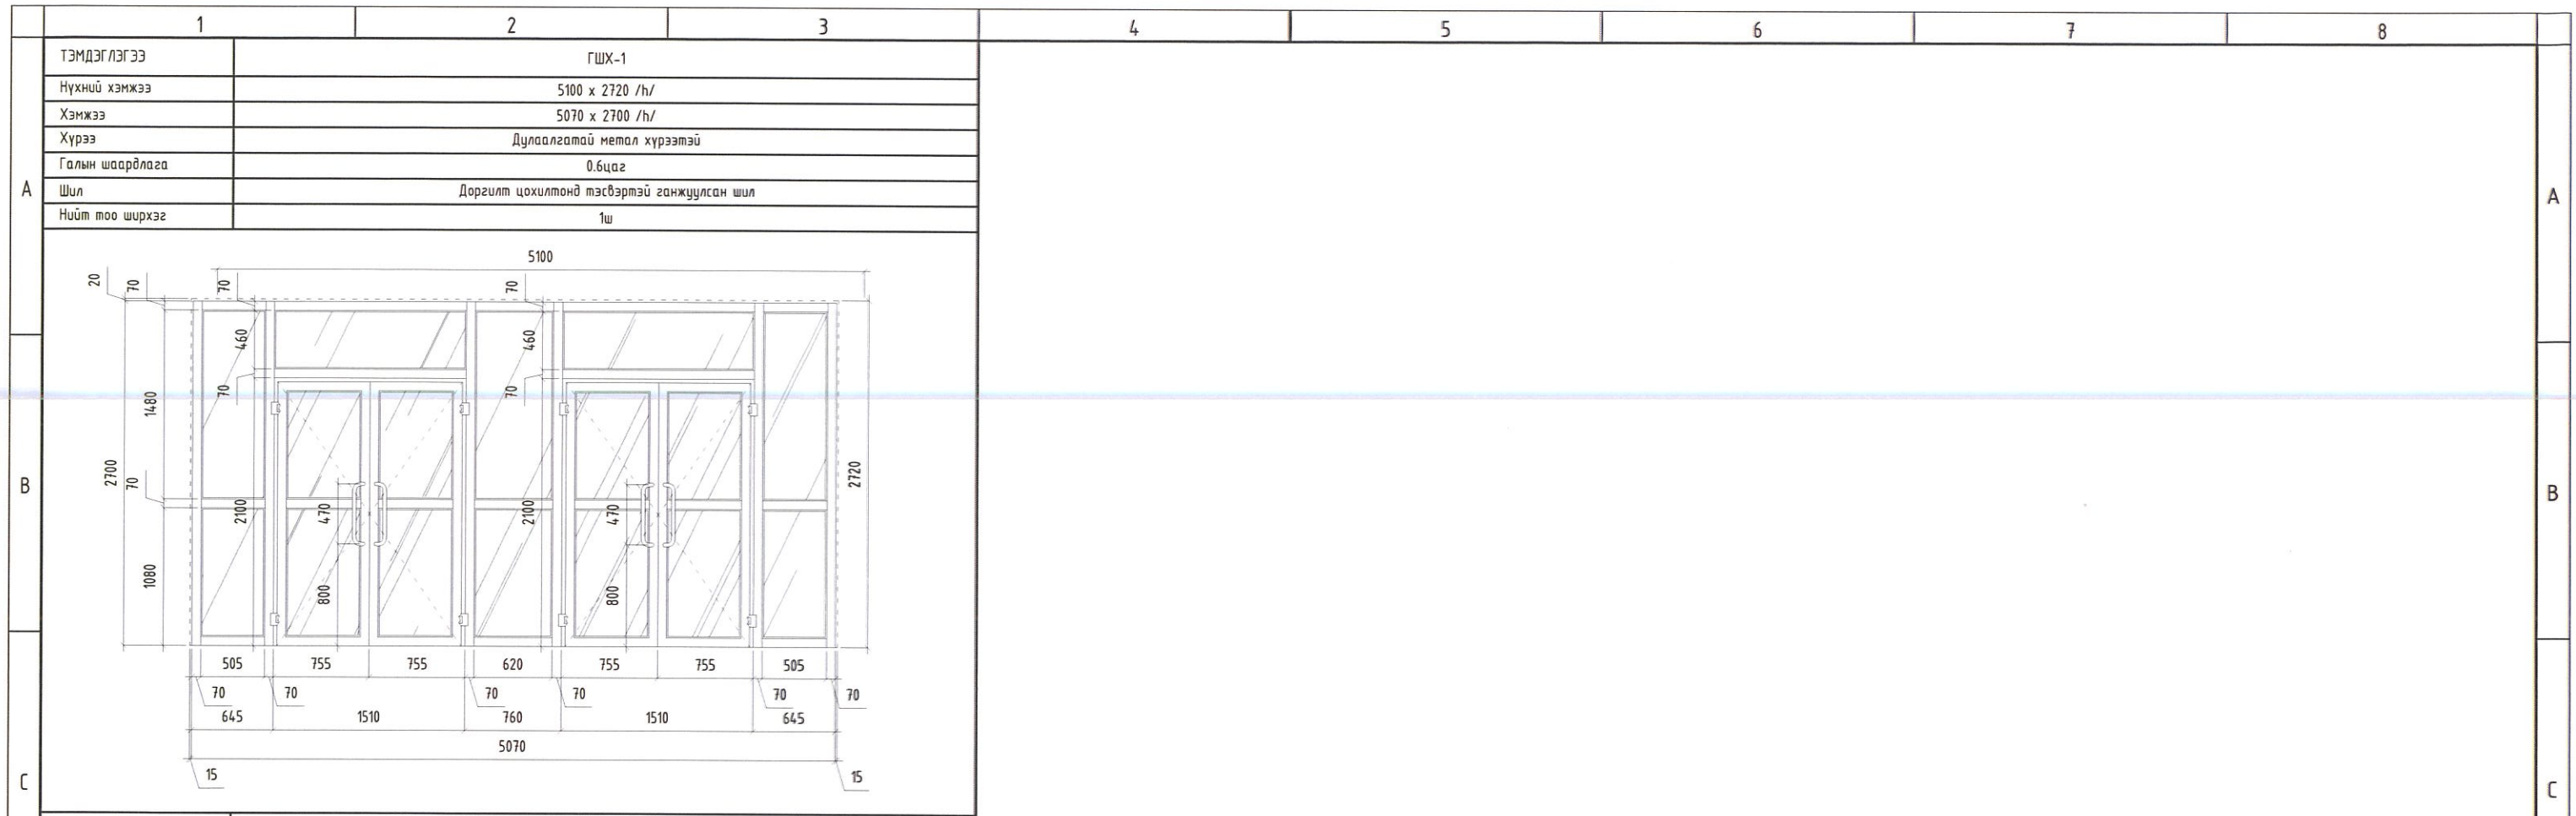 1 2 3 4 5 6 7 8
ТЭМДЭГЛЭГЭЭ ГШХ-1
Нүхний хэмжээ 5100 x 2720 /h/
Хэмжээ 5070 x 2700 /h/
Хүрээ Дулаалгатай метал хүрээтэй
Галын шаардлага 0.6цаг
A Шил Доргилт цохилтонд тэсвэртэй ганжуулсан шил A
Нийт тоо ширхэг 1ш
5100
20 70 70 70
460 460
70 70
1480
2700 70 2720
B B
2100 470 2100 470
1080 800 800
505 755 755 620 755 755 505
70 70 70 70 70 70
645 1510 760 1510 645
5070
15 15
C C